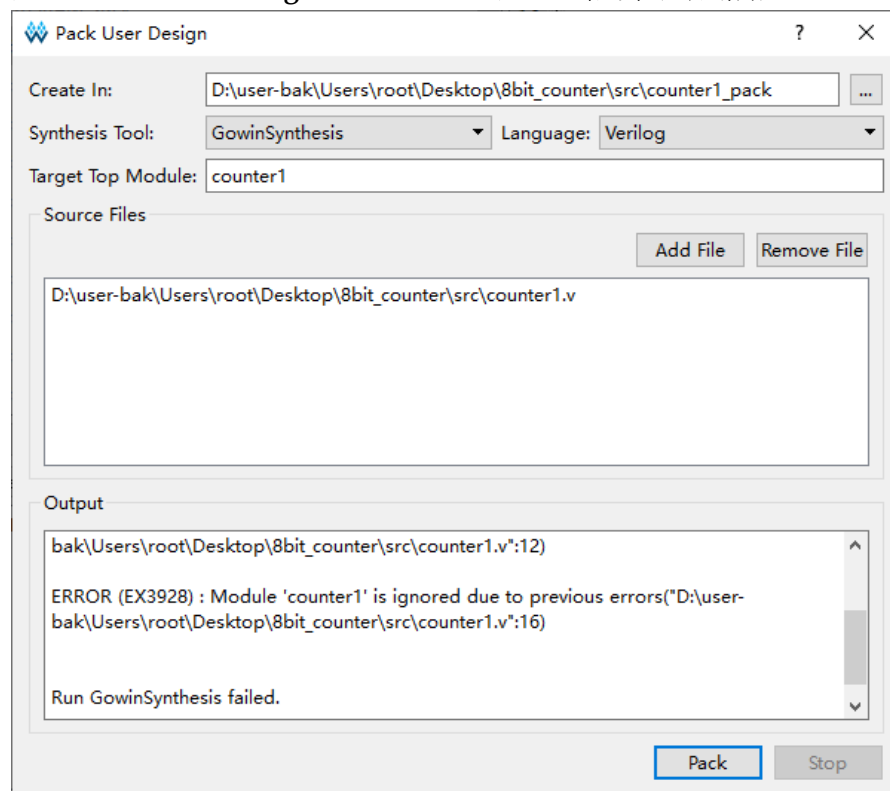 Pack User Design
?
Create In:
D:\user-bak\Users\root\Desktop\8bit_counter\src\counter1_pack
...
Synthesis Tool:
GowinSynthesis
Language:
Verilog
Target Top Module:
counter1
Source Files
Add File
Remove File
D:\user-bak\Users\root\Desktop\8bit_counter\src\counter1.v
Output
bak\Users\root\Desktop\8bit_counter\src\counter1.v":12)
ERROR (EX3928) : Module 'counter1' is ignored due to previous errors("D:\user-
bak\Users\root\Desktop\8bit_counter\src\counter1.v":16)
Run GowinSynthesis failed.
Pack
Stop